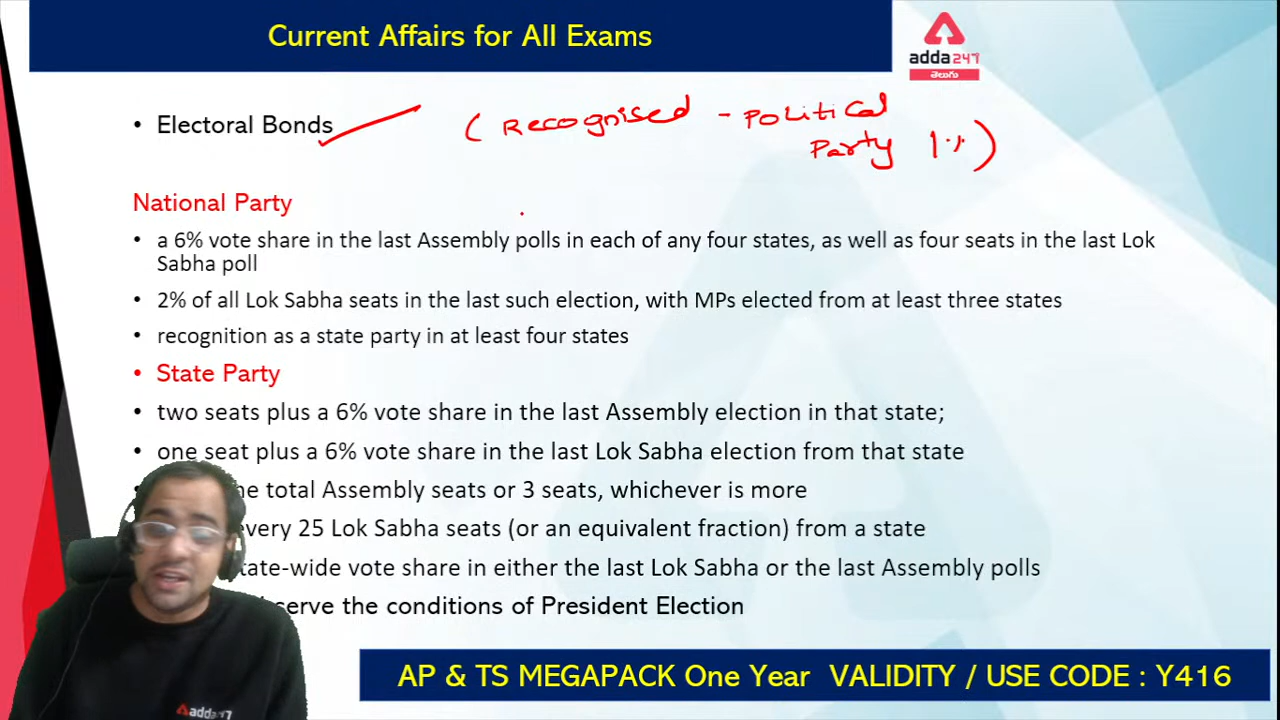 Current Affairs for All Exams
adda247
తెలుగు
• Electoral Bonds
( Recognised - Political
Party 1% )
National Party
• a 6% vote share in the last Assembly polls in each of any four states, as well as four seats in the last Lok
Sabha poll
• 2% of all Lok Sabha seats in the last such election, with MPs elected from at least three states
• recognition as a state party in at least four states
• State Party
• two seats plus a 6% vote share in the last Assembly election in that state;
• one seat plus a 6% vote share in the last Lok Sabha election from that state
total Assembly seats or 3 seats, whichever is more
every 25 Lok Sabha seats (or an equivalent fraction) from a state
vote share in either the last Lok Sabha or the last Assembly polls
the conditions of President Election
AP & TS MEGAPACK One Year VALIDITY / USE CODE : Y416